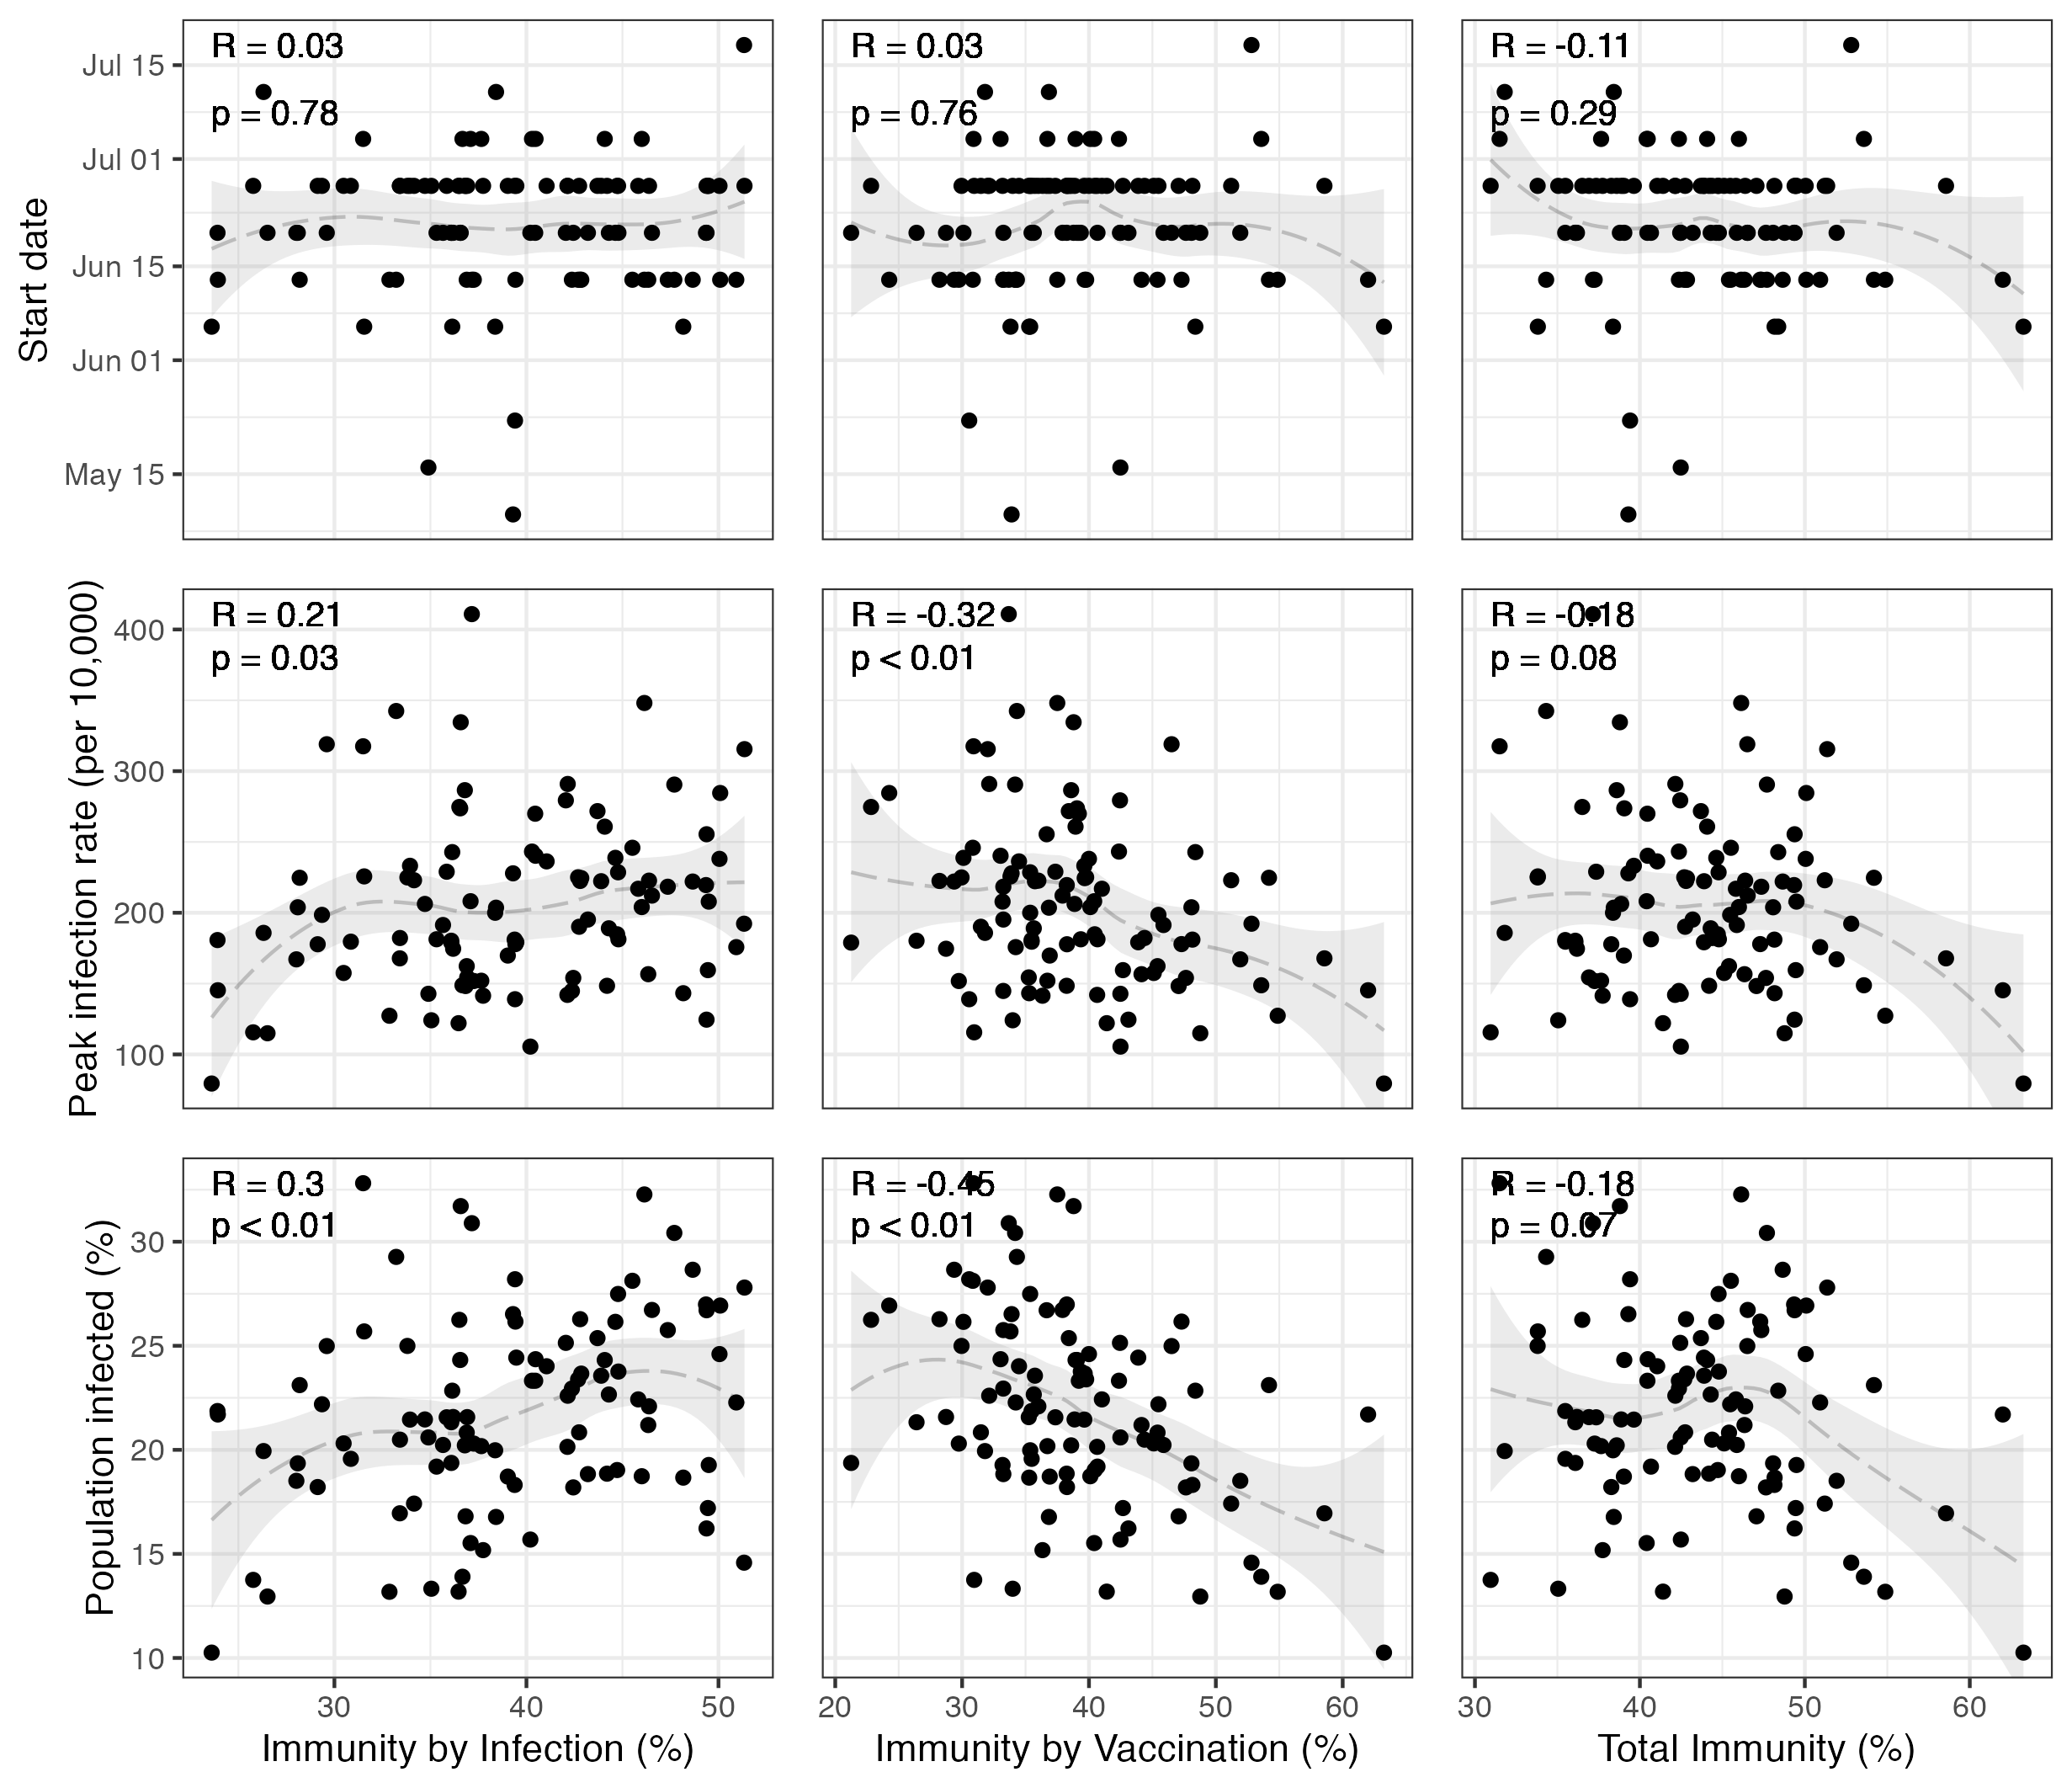 R = 0.03
p = 0.78
R = 0.03
p = 0.76
R = -0.11
p = 0.29
Jul 15
Jul 01
Jun 15
Jun 01
May 15
Start date
R = 0.21
p = 0.03
R = -0.32
p < 0.01
R = -0.18
p = 0.08
400
300
200
100
Peak infection rate (per 10,000)
R = 0.3
p < 0.01
R = -0.45
p < 0.01
R = -0.18
p = 0.07
30
25
20
15
10
Population infected (%)
30 40 50
20 30 40 50 60
30 40 50 60
Immunity by Infection (%)
Immunity by Vaccination (%)
Total Immunity (%)